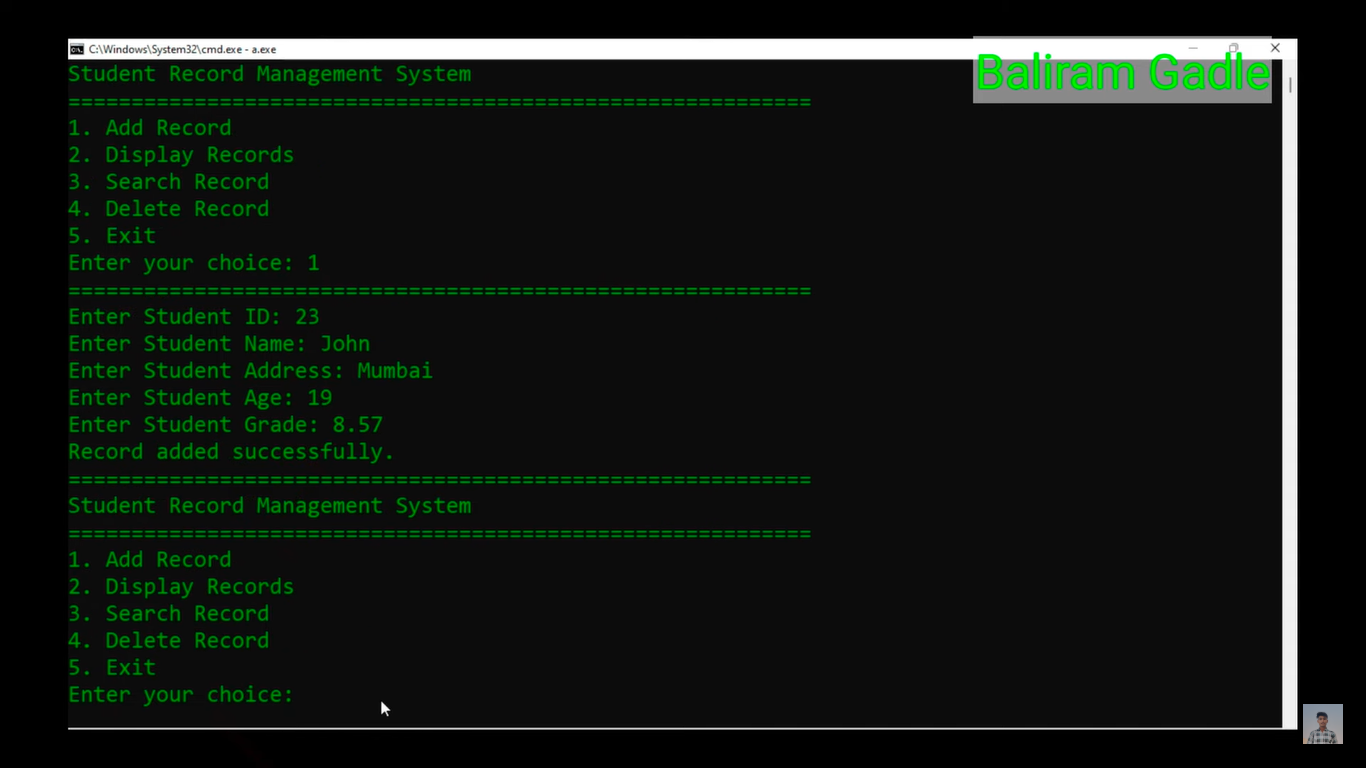 C:\Windows\System32\cmd.exe - a.exe
Baliram Gadle
Student Record Management System
===========================================================
1. Add Record
2. Display Records
3. Search Record
4. Delete Record
5. Exit
Enter your choice: 1
===========================================================
Enter Student ID: 23
Enter Student Name: John
Enter Student Address: Mumbai
Enter Student Age: 19
Enter Student Grade: 8.57
Record added successfully.
===========================================================
Student Record Management System
===========================================================
1. Add Record
2. Display Records
3. Search Record
4. Delete Record
5. Exit
Enter your choice: